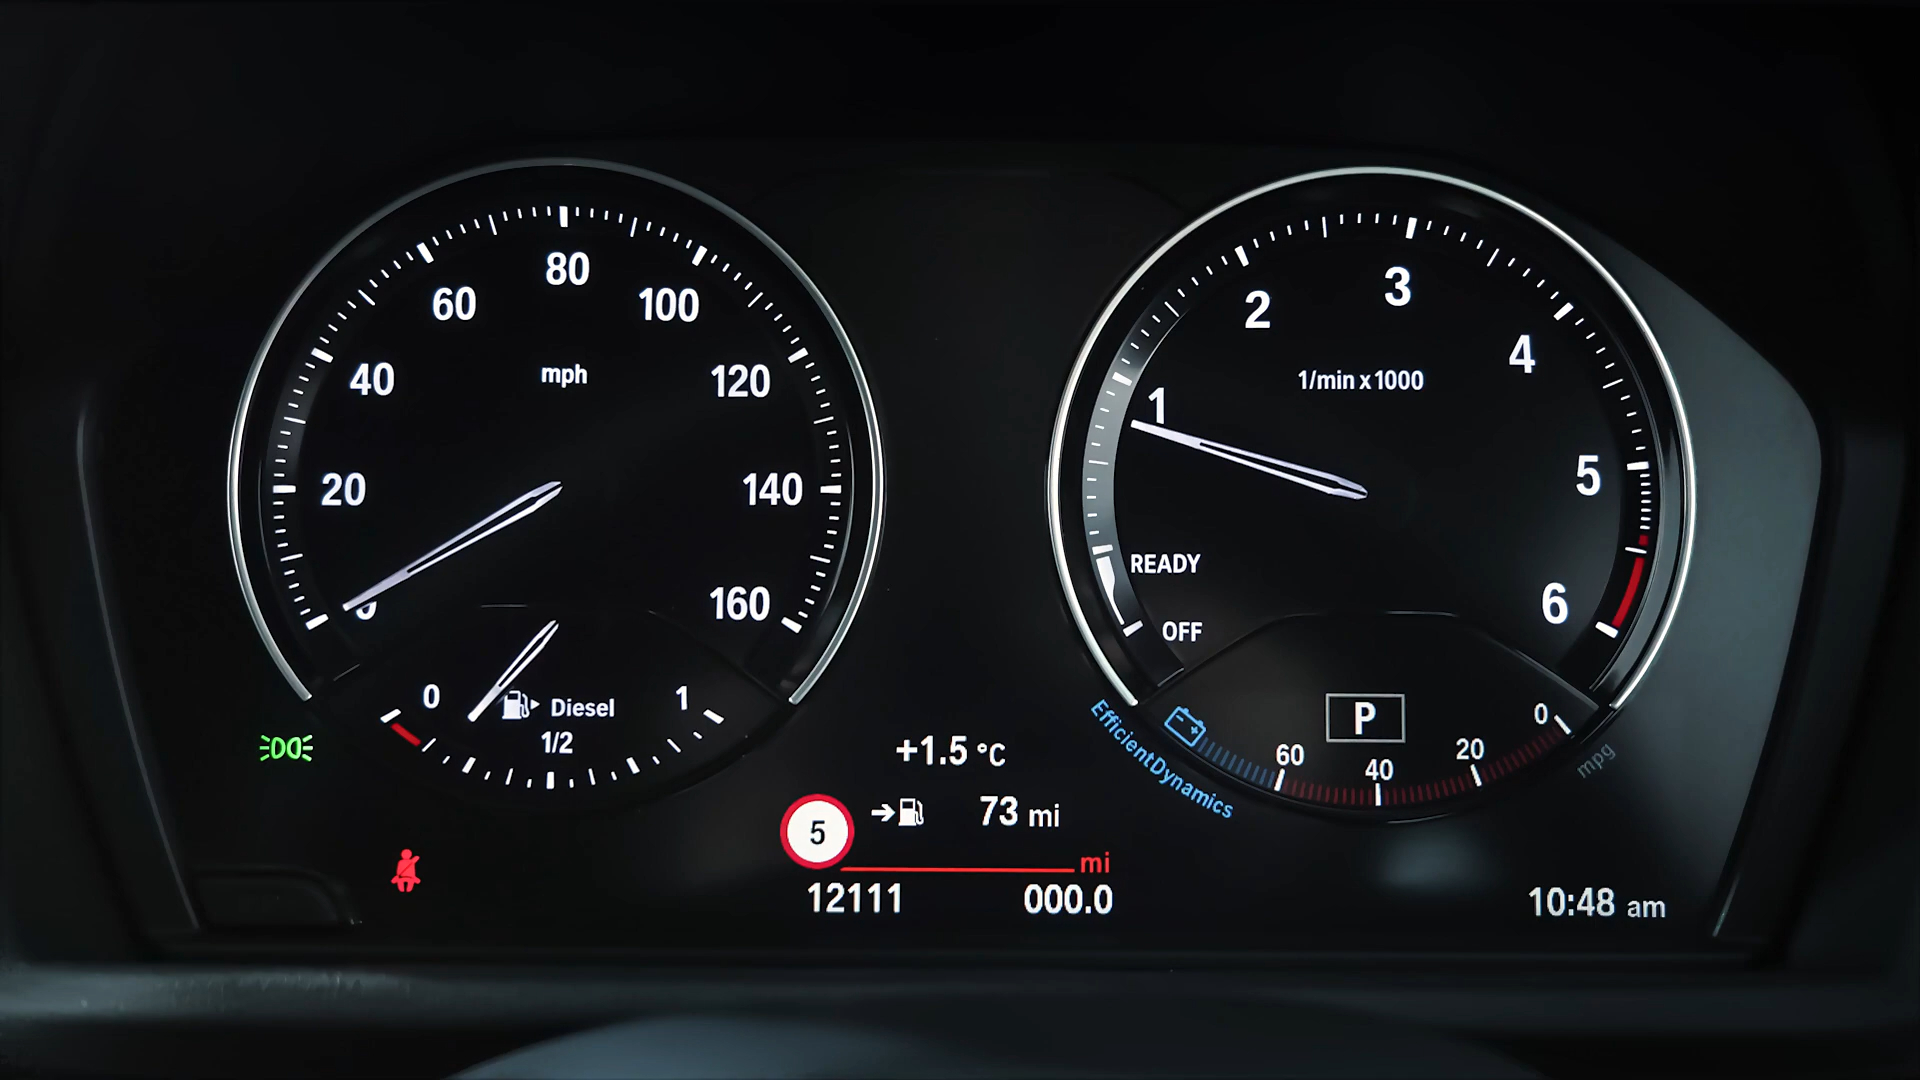 80
60
100
40
mph
120
20
140
0
160
0
Diesel
1
1/2
3
2
4
1/min x 1000
1
5
READY
6
OFF
P
0
60
20
40
mpg
EfficientDynamics
+1.5 °C
73 mi
5
mi
12111
000.0
10:48 am